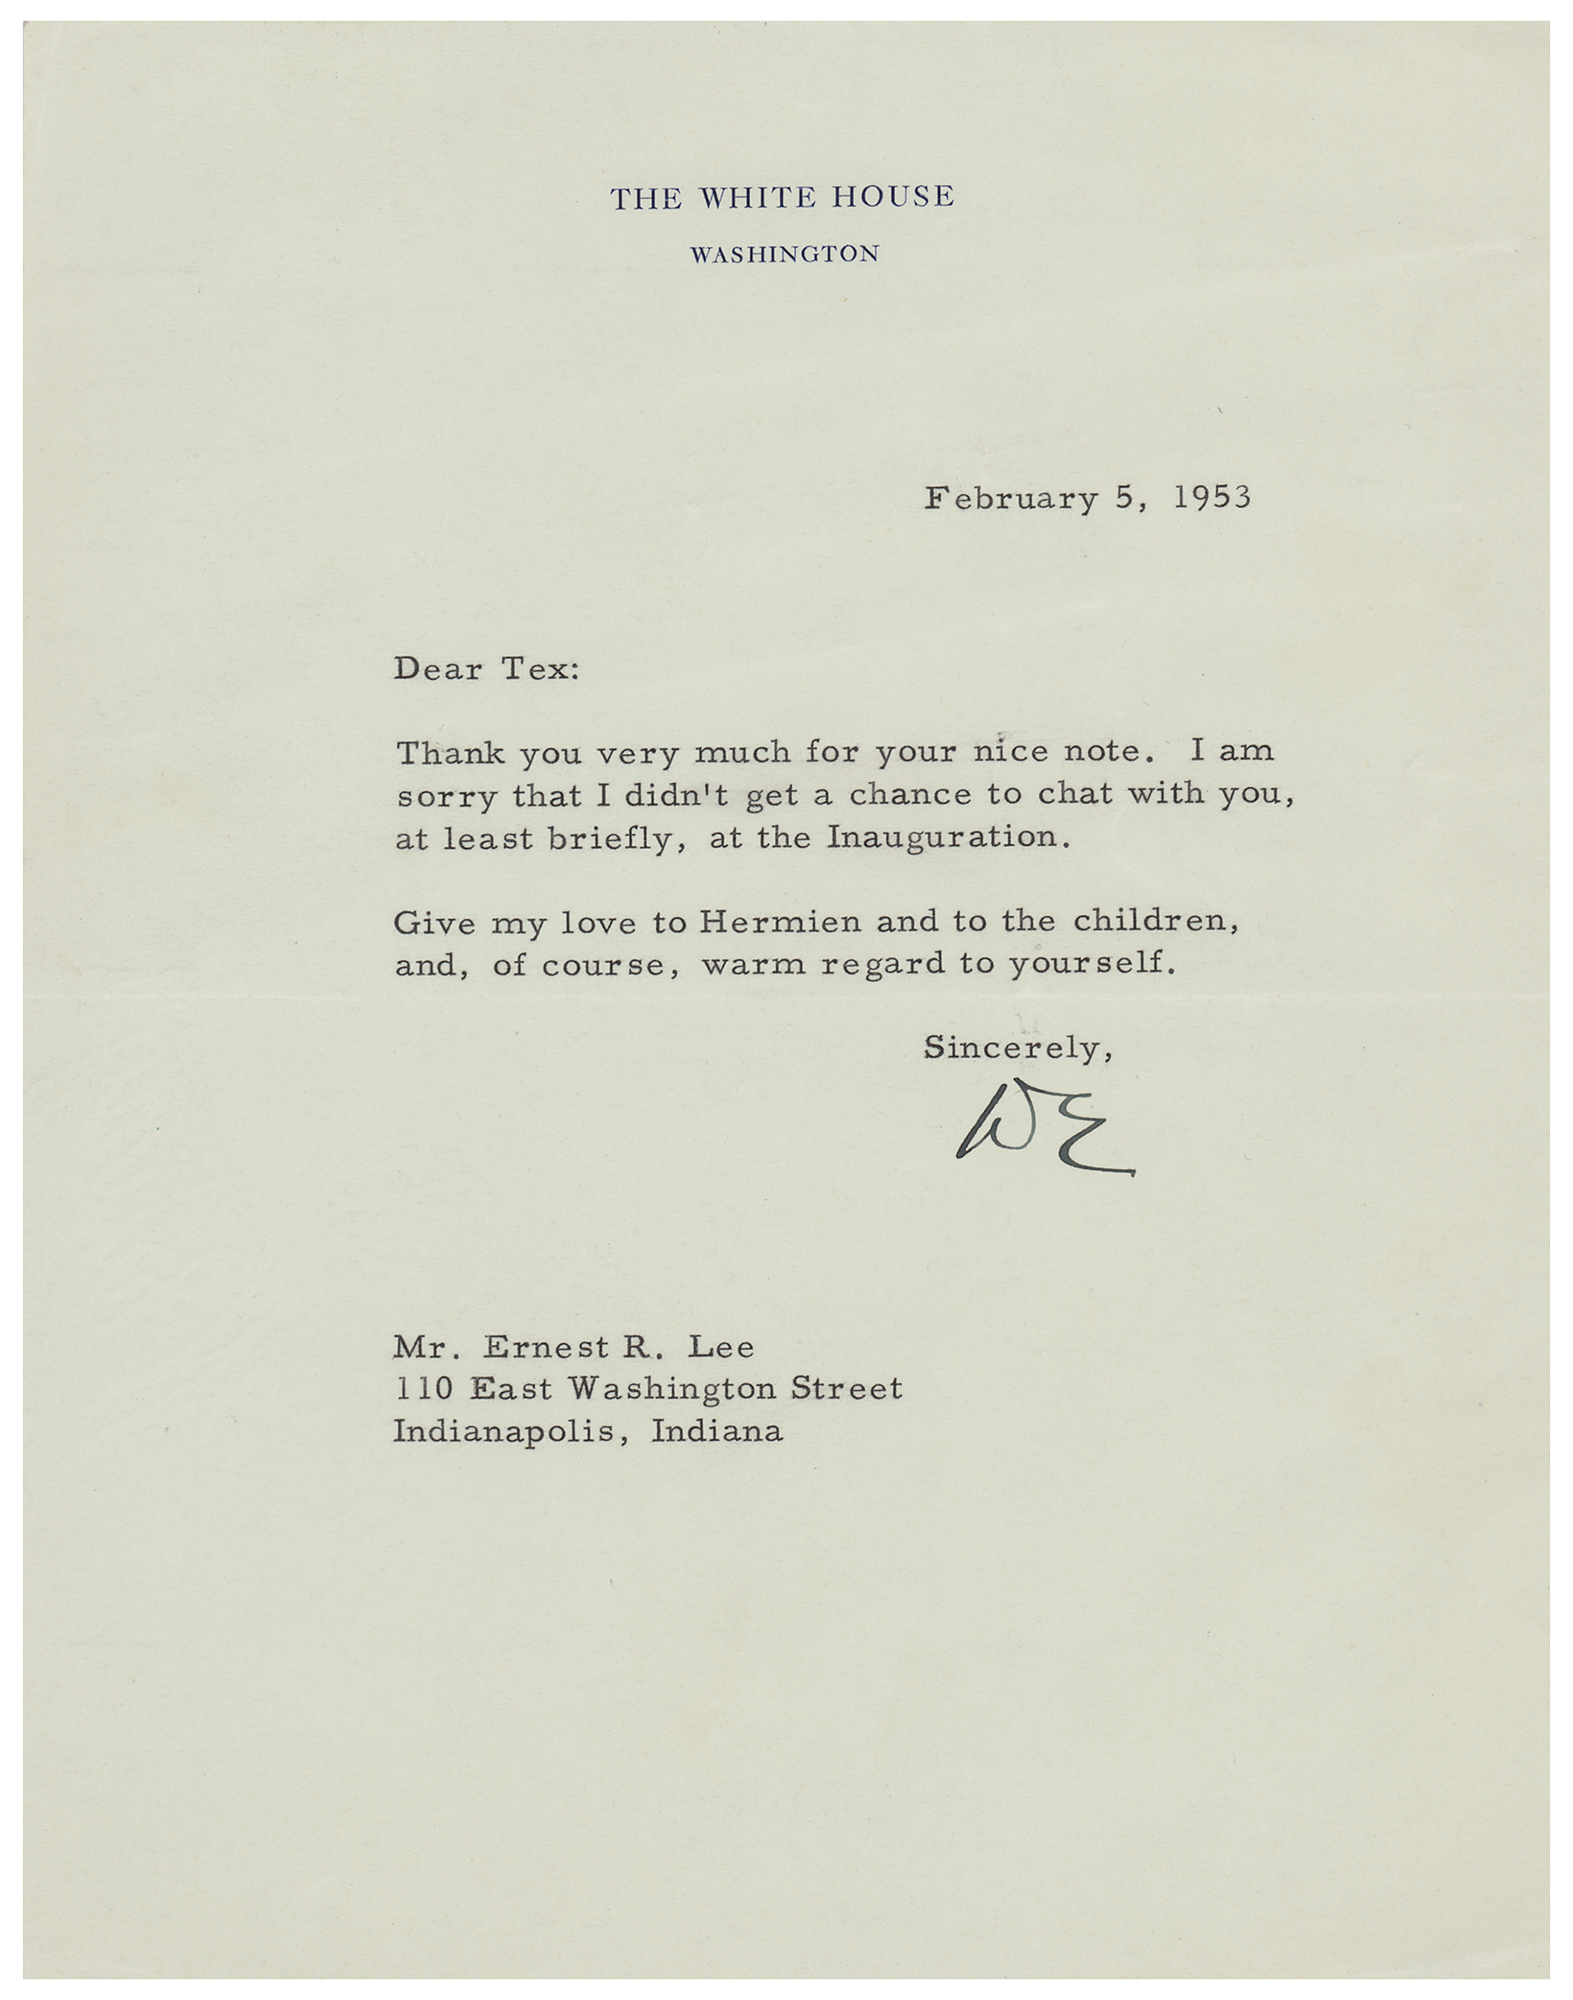 THE WHITE HOUSE
WASHINGTON
February 5, 1953
Dear Tex:
Thank you very much for your nice note. I am
sorry that I didn't get a chance to chat with you,
at least briefly, at the Inauguration.
Give my love to Hermien and to the children,
and, of course, warm regard to yourself.
Sincerely,
DE
Mr. Ernest R. Lee
110 East Washington Street
Indianapolis, Indiana